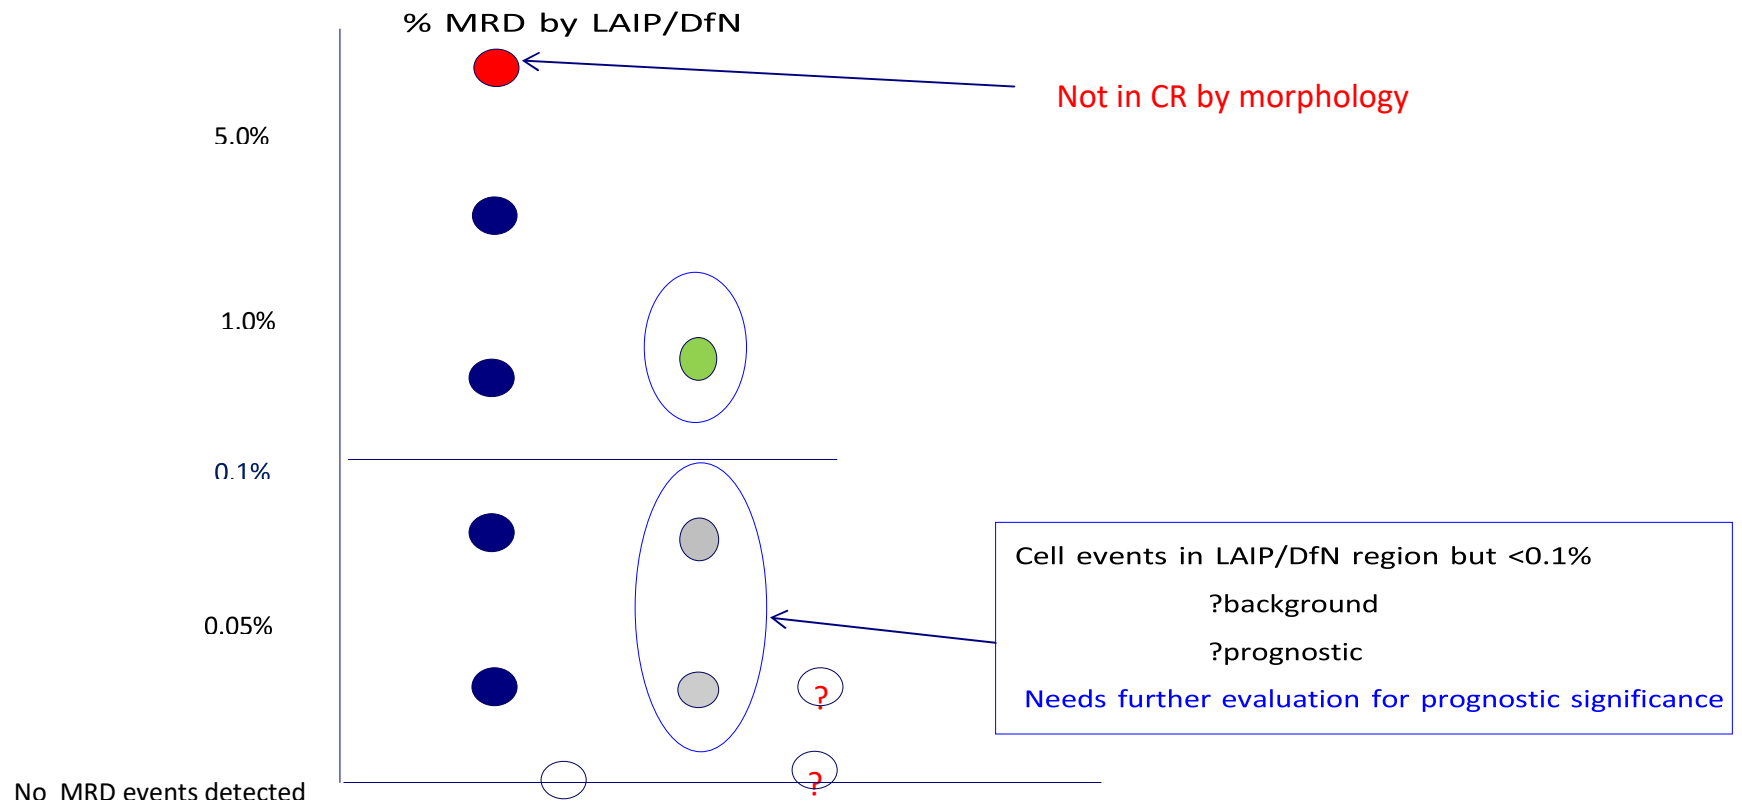 % MRD by LAIP/DfN
Not in CR by morphology
5.0%
1.0%
0.1%
Cell events in LAIP/DfN region but <0.1%
?background
0.05%
?prognostic
Needs further evaluation for prognostic significance
?
?
No MRD events detected